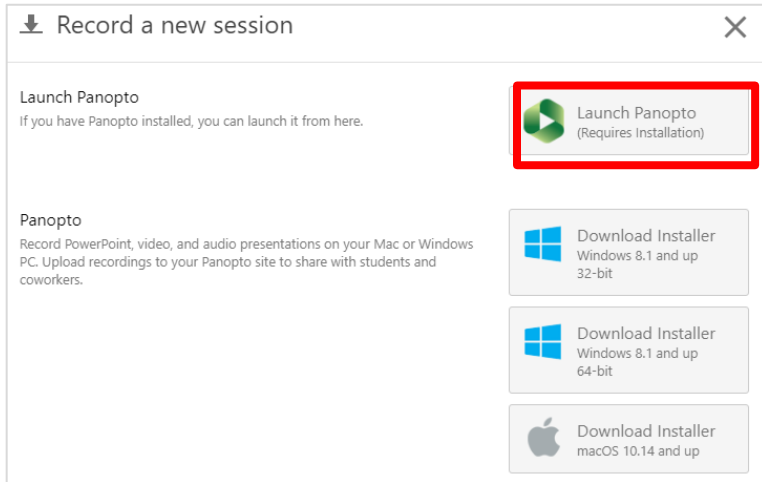 Record a new session
Launch Panopto
If you have Panopto installed, you can launch it from here.
Launch Panopto
(Requires Installation)
Panopto
Record PowerPoint, video, and audio presentations on your Mac or Windows
PC. Upload recordings to your Panopto site to share with students and
coworkers.
Download Installer
Windows 8.1 and up
32-bit
Download Installer
Windows 8.1 and up
64-bit
Download Installer
macOS 10.14 and up